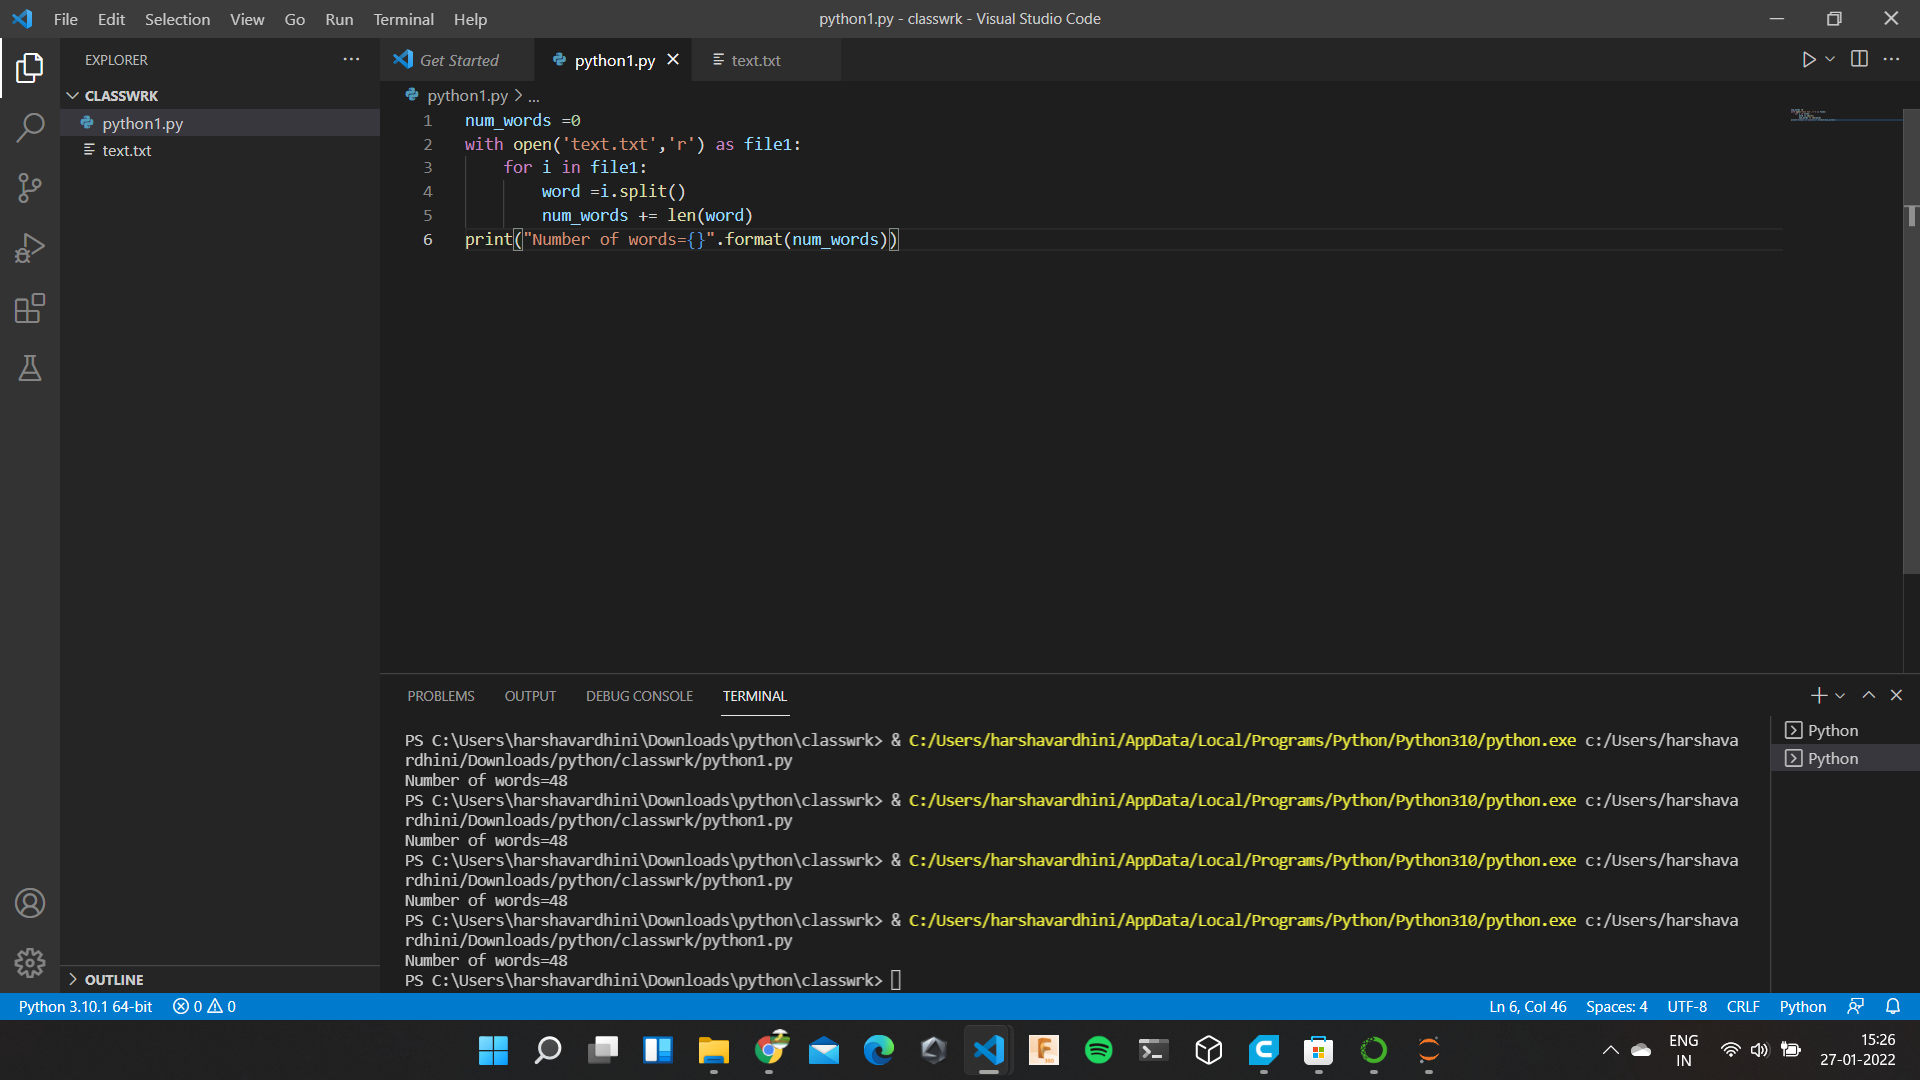 File Edit Selection View Go Run Terminal Help
python1.py - classwrk - Visual Studio Code
EXPLORER
CLASSWRK
python1.py
text.txt
OUTLINE
Get Started
python1.py
text.txt
python1.py > ...
1 num_words =0
2 with open('text.txt','r') as file1:
3 for i in file1:
4 word =i.split()
5 num_words += len(word)
6 print("Number of words={}".format(num_words))
PROBLEMS OUTPUT DEBUG CONSOLE TERMINAL
PS C:\Users\harshavardhini\Downloads\python\classwrk> & C:/Users/harshavardhini/AppData/Local/Programs/Python/Python310/python.exe c:/Users/harshava
rdhini/Downloads/python/classwrk/python1.py
Number of words=48
PS C:\Users\harshavardhini\Downloads\python\classwrk> & C:/Users/harshavardhini/AppData/Local/Programs/Python/Python310/python.exe c:/Users/harshava
rdhini/Downloads/python/classwrk/python1.py
Number of words=48
PS C:\Users\harshavardhini\Downloads\python\classwrk> & C:/Users/harshavardhini/AppData/Local/Programs/Python/Python310/python.exe c:/Users/harshava
rdhini/Downloads/python/classwrk/python1.py
Number of words=48
PS C:\Users\harshavardhini\Downloads\python\classwrk> & C:/Users/harshavardhini/AppData/Local/Programs/Python/Python310/python.exe c:/Users/harshava
rdhini/Downloads/python/classwrk/python1.py
Number of words=48
PS C:\Users\harshavardhini\Downloads\python\classwrk>
Python
Python
Python 3.10.1 64-bit 0 0
Ln 6, Col 46 Spaces: 4 UTF-8 CRLF Python
ENG
IN
15:26
27-01-2022